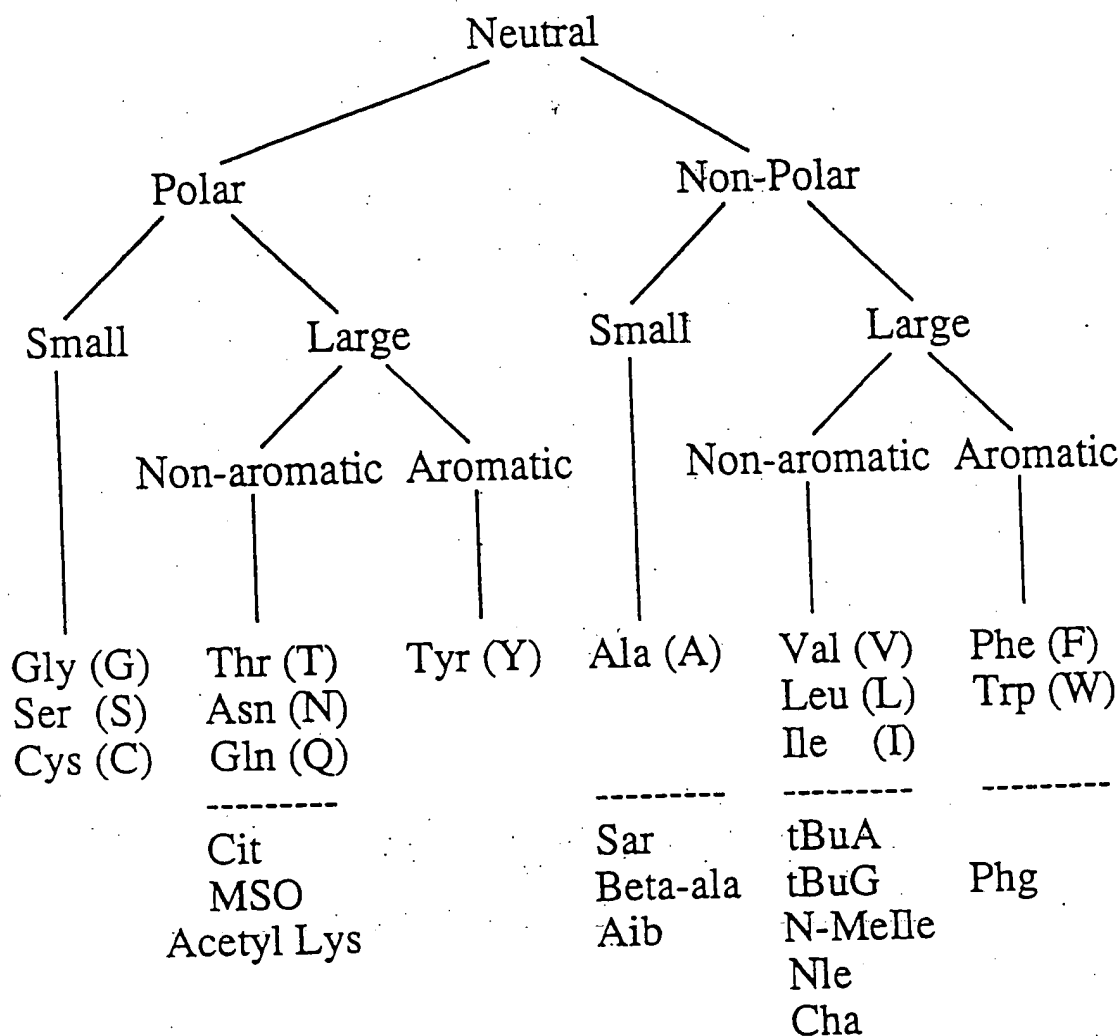 Neutral
Polar Non-Polar
Small Large Small Large
Non-aromatic Aromatic Non-aromatic Aromatic
Gly (G) Thr (T) Tyr (Y) Ala (A) Val (V) Phe (F)
Ser (S) Asn (N) Leu (L) Trp (W)
Cys (C) Gln (Q) Ile (I)
--------- --------- --------- ---------
Cit Sar tBuA
MSO Beta-ala tBuG Phg
Acetyl Lys Aib N-MeIle
Nle
Cha